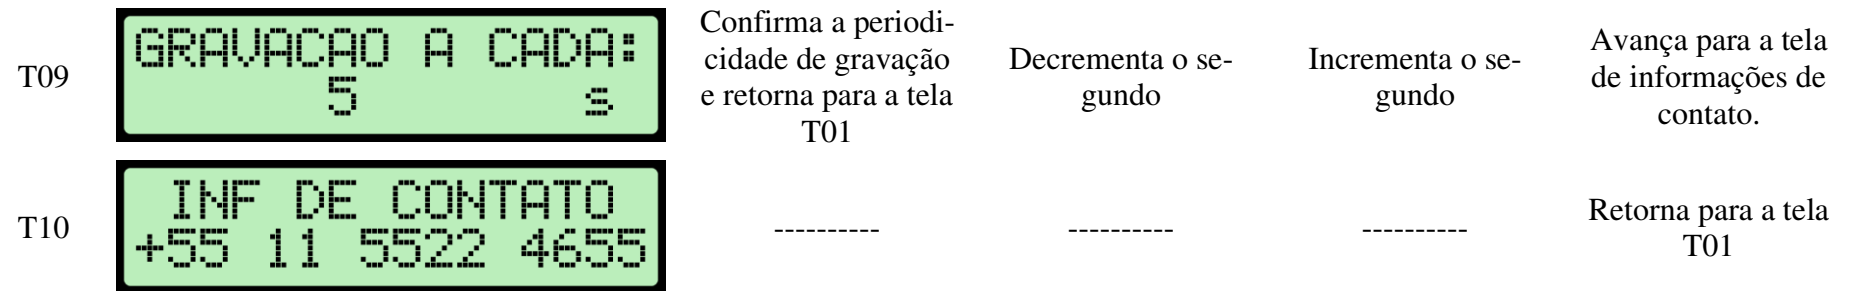 T09
GRAVACAO A CADA:
5 s
Confirma a periodi-
cidade de gravação
e retorna para a tela
T01
Decrementa o se-
gundo
Incrementa o se-
gundo
Avança para a tela
de informações de
contato.
T10
INF DE CONTATO
+55 11 5522 4655
----------
----------
----------
Retorna para a tela
T01